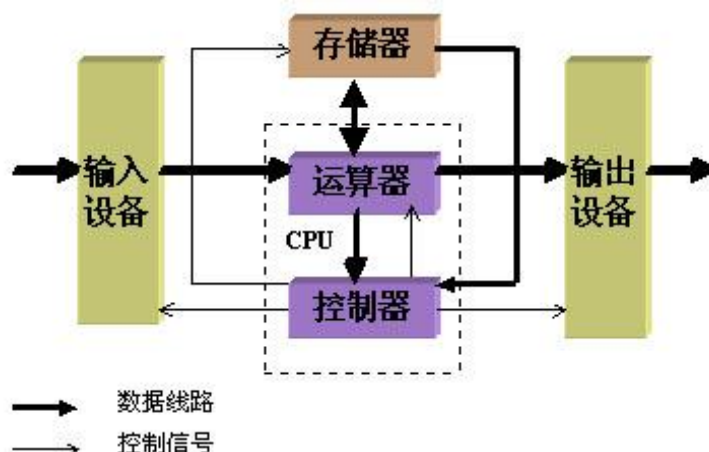 存储器
输入
设备
运算器
输出
设备
CPU
控制器
数据线路
控制信号